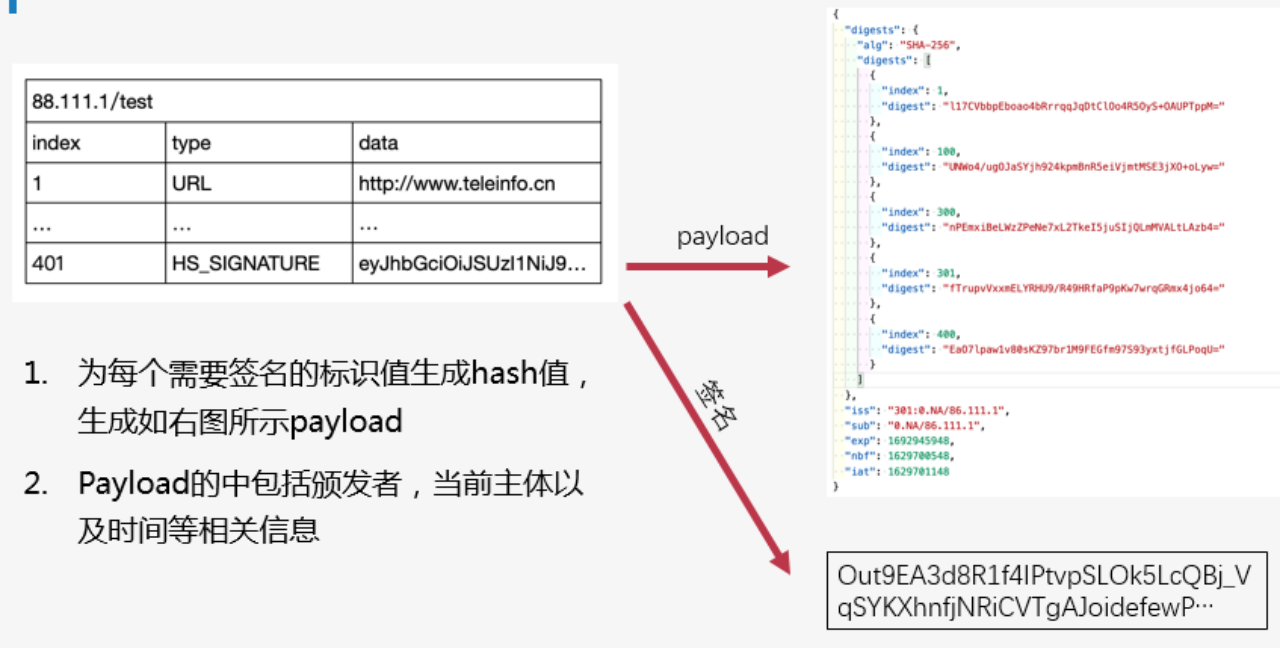 88.111.1/test
index type data
1 URL http://www.teleinfo.cn
... ... ...
401 HS_SIGNATURE eyJhbGciOiJSUzI1NiJ9...
1. 为每个需要签名的标识值生成hash值，
生成如右图所示payload
2. Payload的中包括颁发者，当前主体以
及时间等相关信息
payload
签名
{
"digests": {
"alg": "SHA-256",
"digests": [
{
"index": 1,
"digest": "l17CVbbpEboao4bRrrqqJqDtClOo4R5OyS+OAUPTppM="
},
{
"index": 100,
"digest": "UNWo4/ugOJaSYjh924kpmBnR5eiVjmtMSE3jXO+oLyw="
},
{
"index": 300,
"digest": "nPEmxiBeLWzZPeNe7xL2TkeI5juSIjQLmMVALtLAzb4="
},
{
"index": 301,
"digest": "fTrupvVxxmELYRHU9/R49HRfaP9pKw7wrqGRmx4jo64="
},
{
"index": 400,
"digest": "EaO7lpaw1v80sKZ97br1M9FEGfm97S93yxtjfGLPoqU="
}
]
},
"iss": "301:0.NA/86.111.1",
"sub": "0.NA/86.111.1",
"exp": 1692945948,
"nbf": 1629700548,
"iat": 1629701148
}
Out9EA3d8R1f4IPtvpSLOk5LcQBj_V
qSYKXhnfjNRiCVTgAJoidefewP…